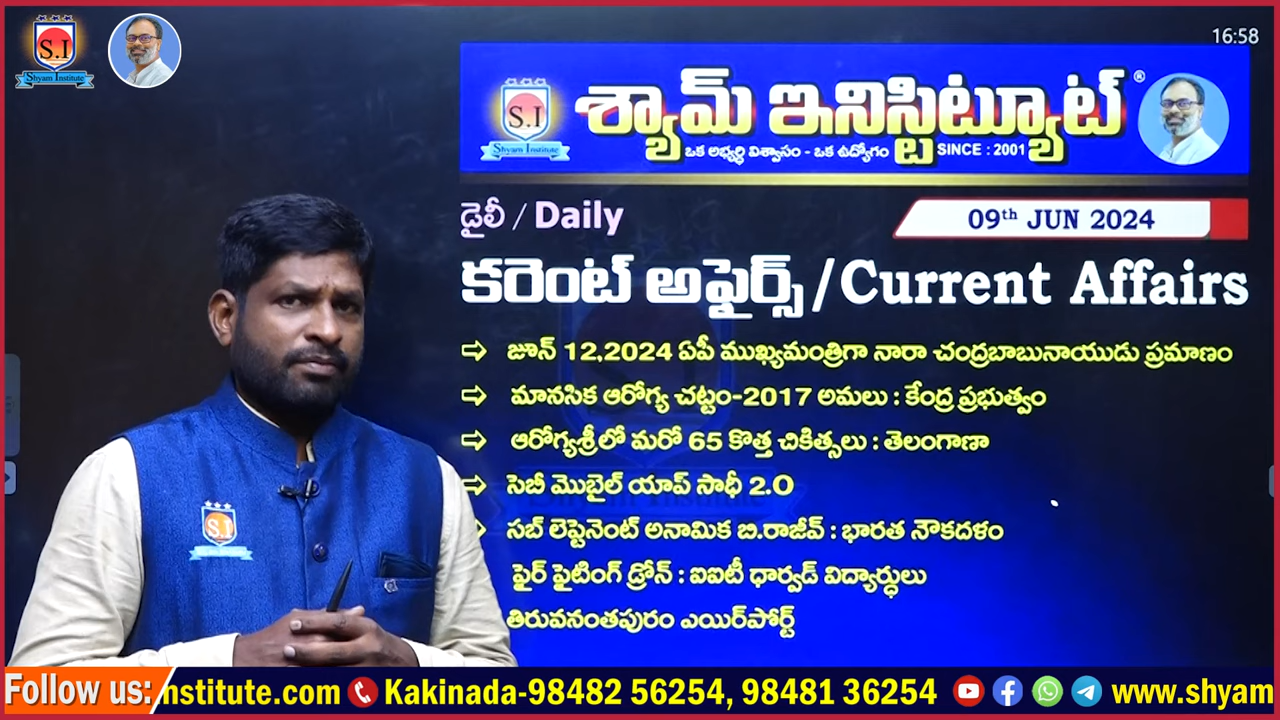 S.I
Shyam Institute
16:58
S.I
Shyam Institute
శ్యామ్ ఇనిస్టిట్యూట్®
ఒక అభ్యర్థి విశ్వాసం - ఒక ఉద్యోగం SINCE : 2001
డైలీ / Daily
09th JUN 2024
కరెంట్ అఫైర్స్/Current Affairs
⇨ జూన్ 12,2024 ఏపీ ముఖ్యమంత్రిగా నారా చంద్రబాబునాయుడు ప్రమాణం
⇨ మానసిక ఆరోగ్య చట్టం-2017 అమలు : కేంద్ర ప్రభుత్వం
⇨ ఆరోగ్యశ్రీలో మరో 65 కొత్త చికిత్సలు : తెలంగాణా
⇨ సెబీ మొబైల్ యాప్ సాథీ 2.O
సబ్ లెప్టెనెంట్ అనామిక బి.రాజీవ్ : భారత నౌకదళం
ఫైర్ ఫైటింగ్ డ్రోన్ : ఐఐటీ ధార్వడ్ విద్యార్థులు
తిరువనంతపురం ఎయిర్‌పోర్ట్
S.I
Follow us: nstitute.com Kakinada-98482 56254, 98481 36254 www.shyam